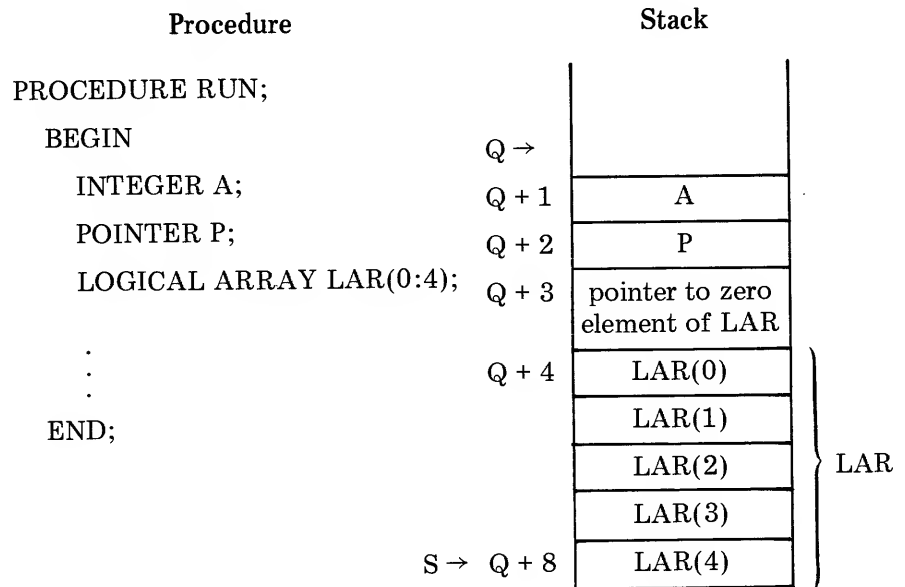 Procedure
PROCEDURE RUN;
BEGIN
INTEGER A;
POINTER P;
LOGICAL ARRAY LAR(0:4);
.
.
.
END;
Stack
Q →
Q + 1 A
Q + 2 P
Q + 3 pointer to zero
element of LAR
Q + 4 LAR(0)
LAR(1)
LAR(2)
LAR(3)
S → Q + 8 LAR(4)
LAR